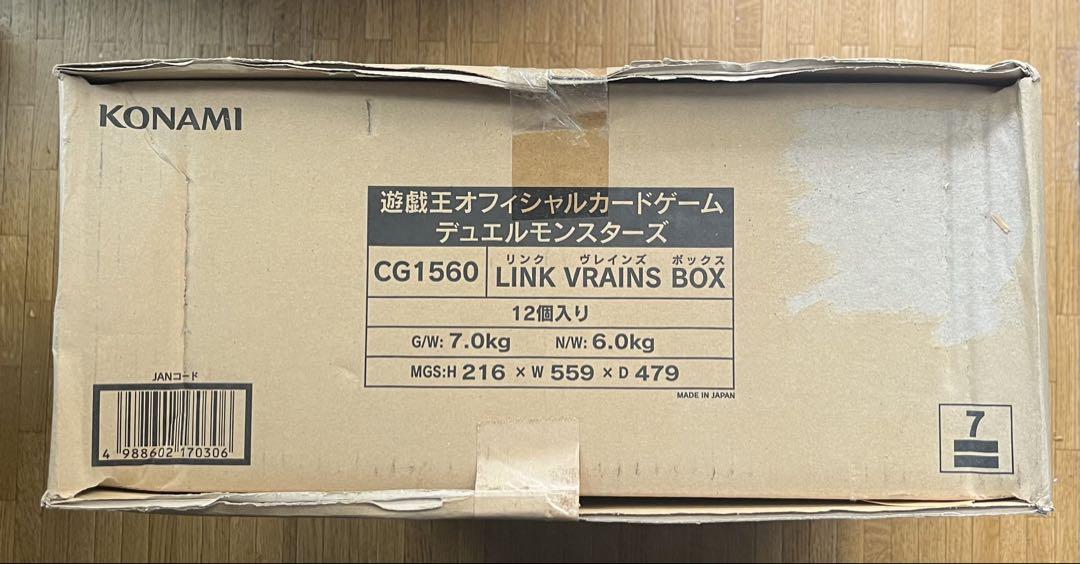 KONAMI
遊戯王オフィシャルカードゲーム
デュエルモンスターズ
リンク ヴレインズ ボックス
CG1560 LINK VRAINS BOX
12個入り
G/W: 7.0kg N/W: 6.0kg
MGS:H 216 × W 559 × D 479
MADE IN JAPAN
JANコード
4 988602 170306
7